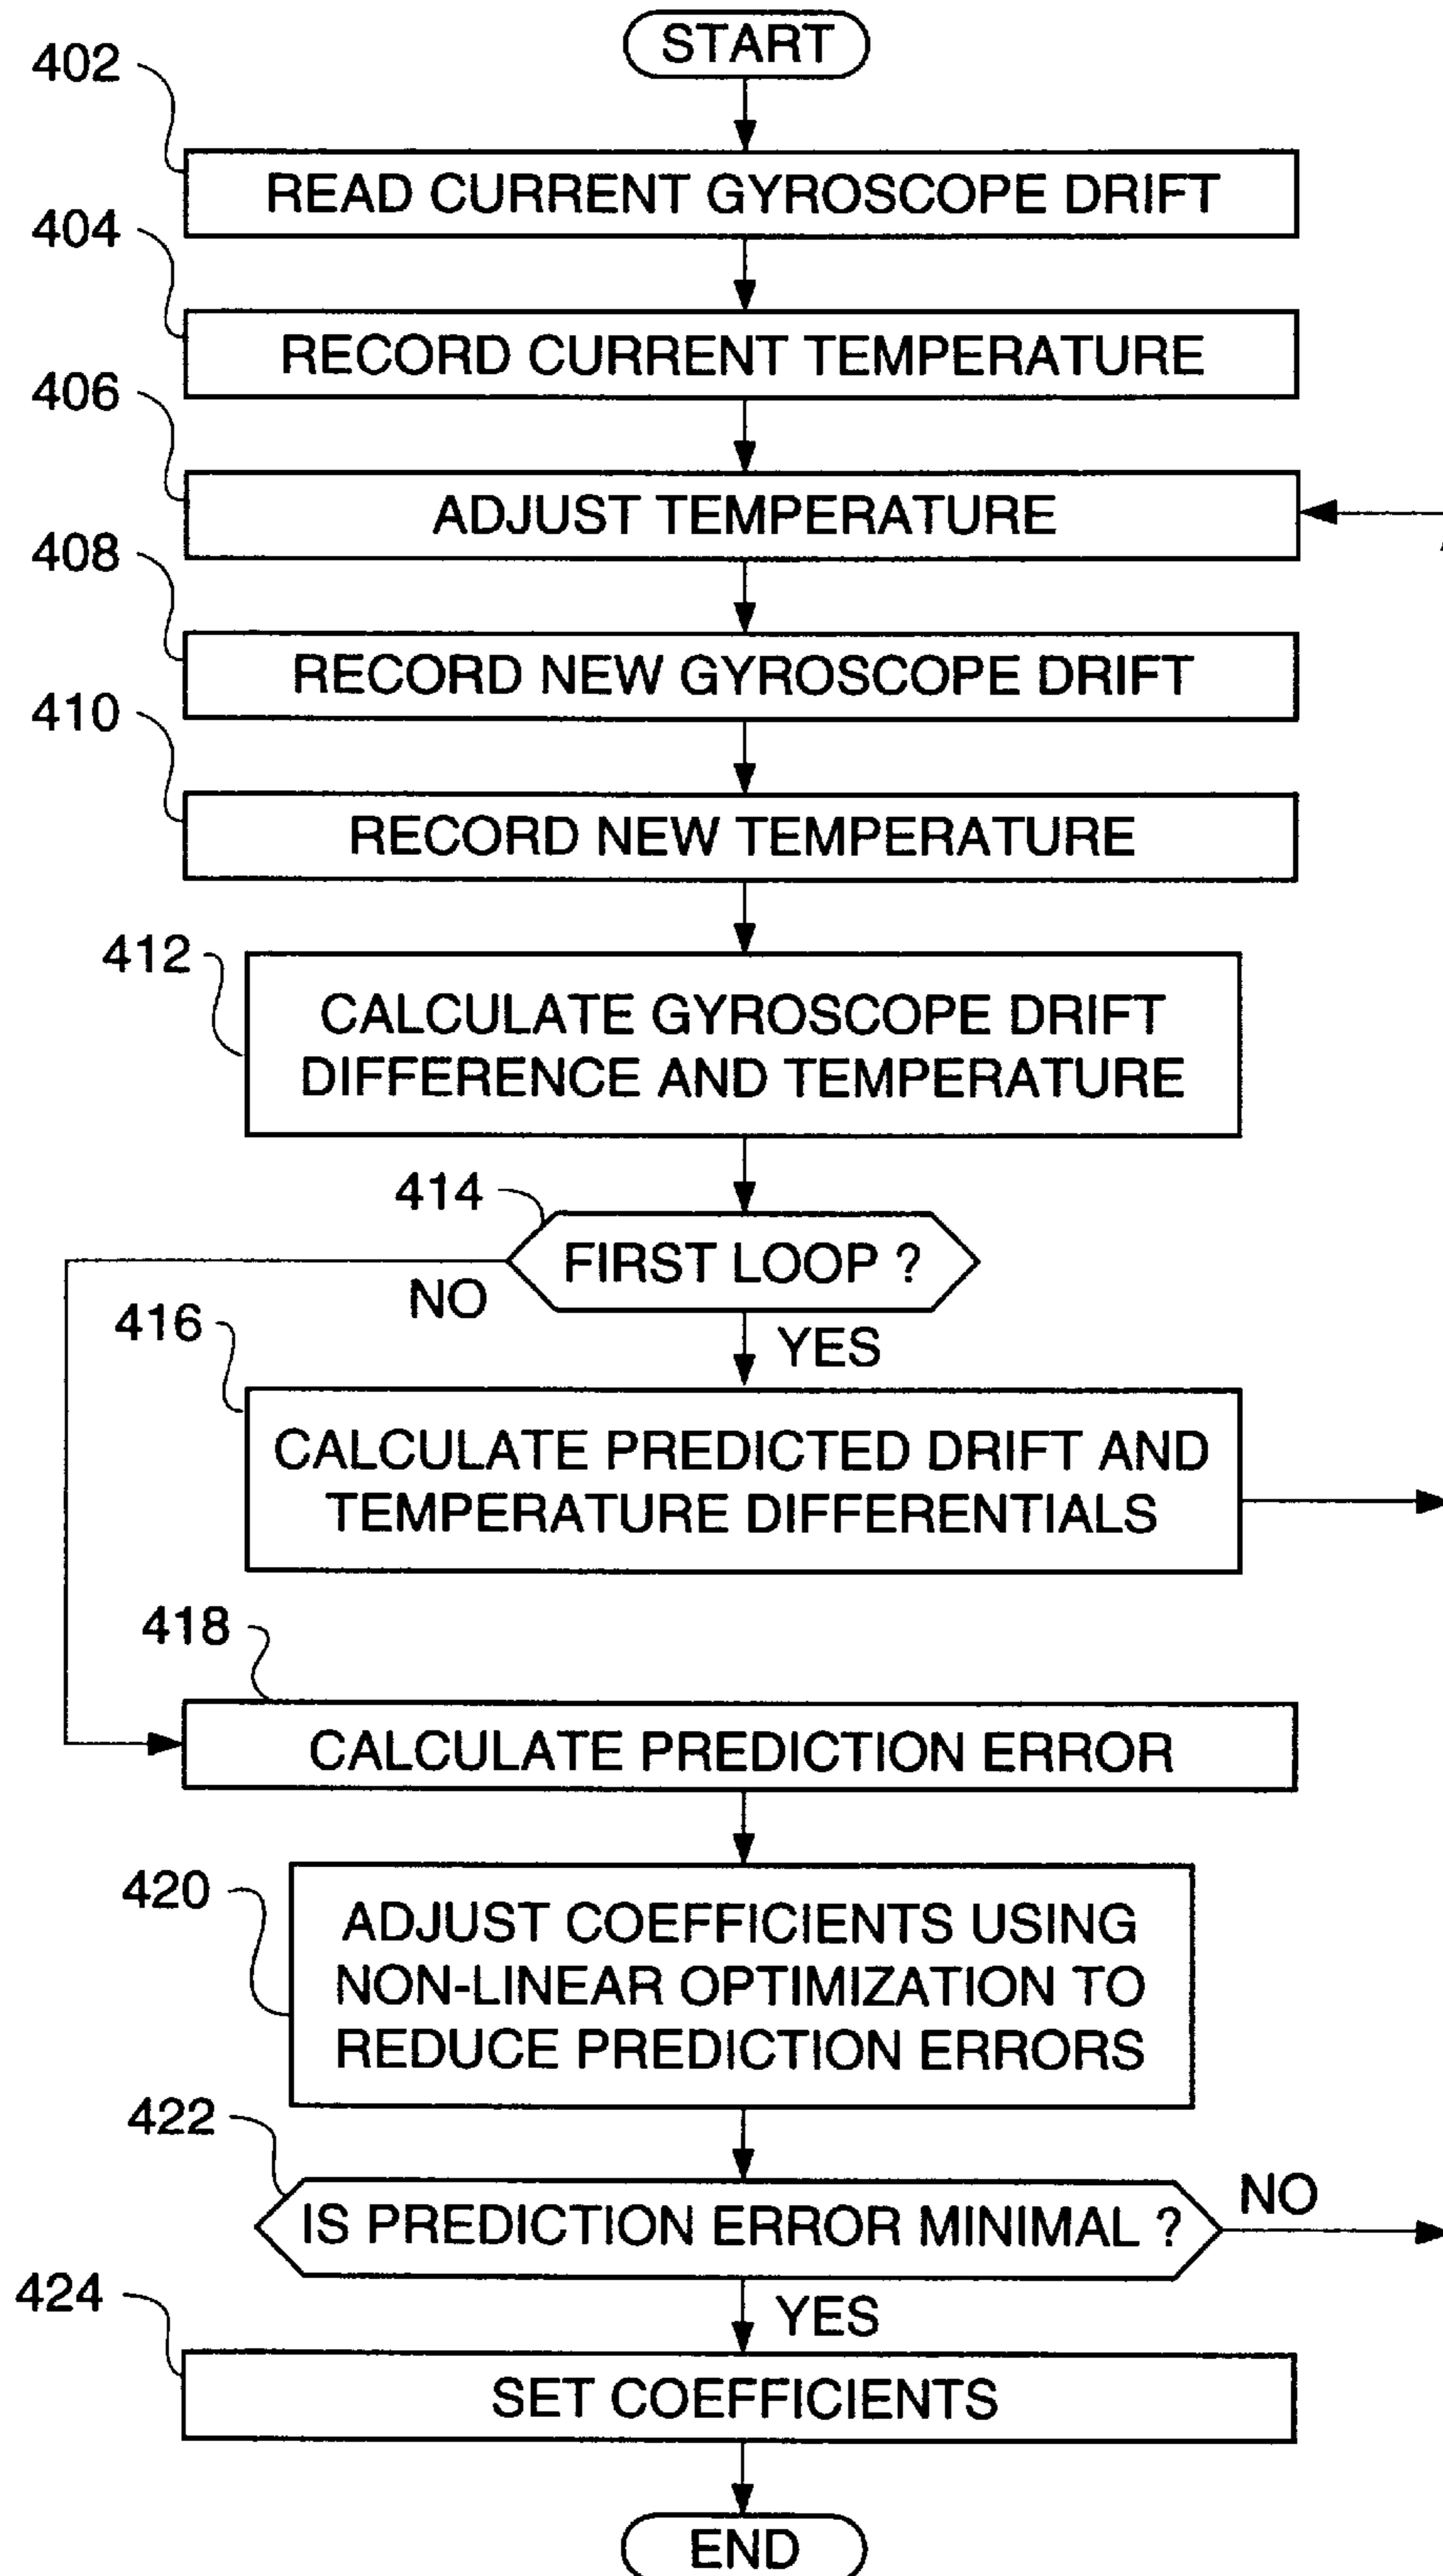 START
402
READ CURRENT GYROSCOPE DRIFT
404
RECORD CURRENT TEMPERATURE
406
ADJUST TEMPERATURE
408
RECORD NEW GYROSCOPE DRIFT
410
RECORD NEW TEMPERATURE
412
CALCULATE GYROSCOPE DRIFT
DIFFERENCE AND TEMPERATURE
414
FIRST LOOP ?
NO
YES
416
CALCULATE PREDICTED DRIFT AND
TEMPERATURE DIFFERENTIALS
418
CALCULATE PREDICTION ERROR
420
ADJUST COEFFICIENTS USING
NON-LINEAR OPTIMIZATION TO
REDUCE PREDICTION ERRORS
422
IS PREDICTION ERROR MINIMAL ?
NO
YES
424
SET COEFFICIENTS
END